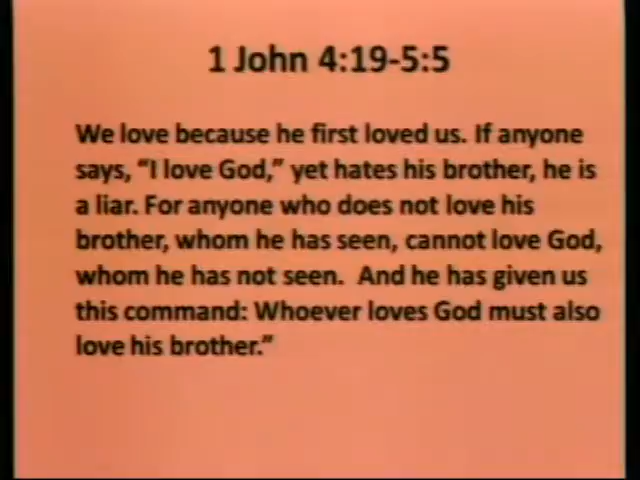 1 John 4:19-5:5
We love because he first loved us. If anyone
says, “I love God,” yet hates his brother, he is
a liar. For anyone who does not love his
brother, whom he has seen, cannot love God,
whom he has not seen.  And he has given us
this command: Whoever loves God must also
love his brother.”